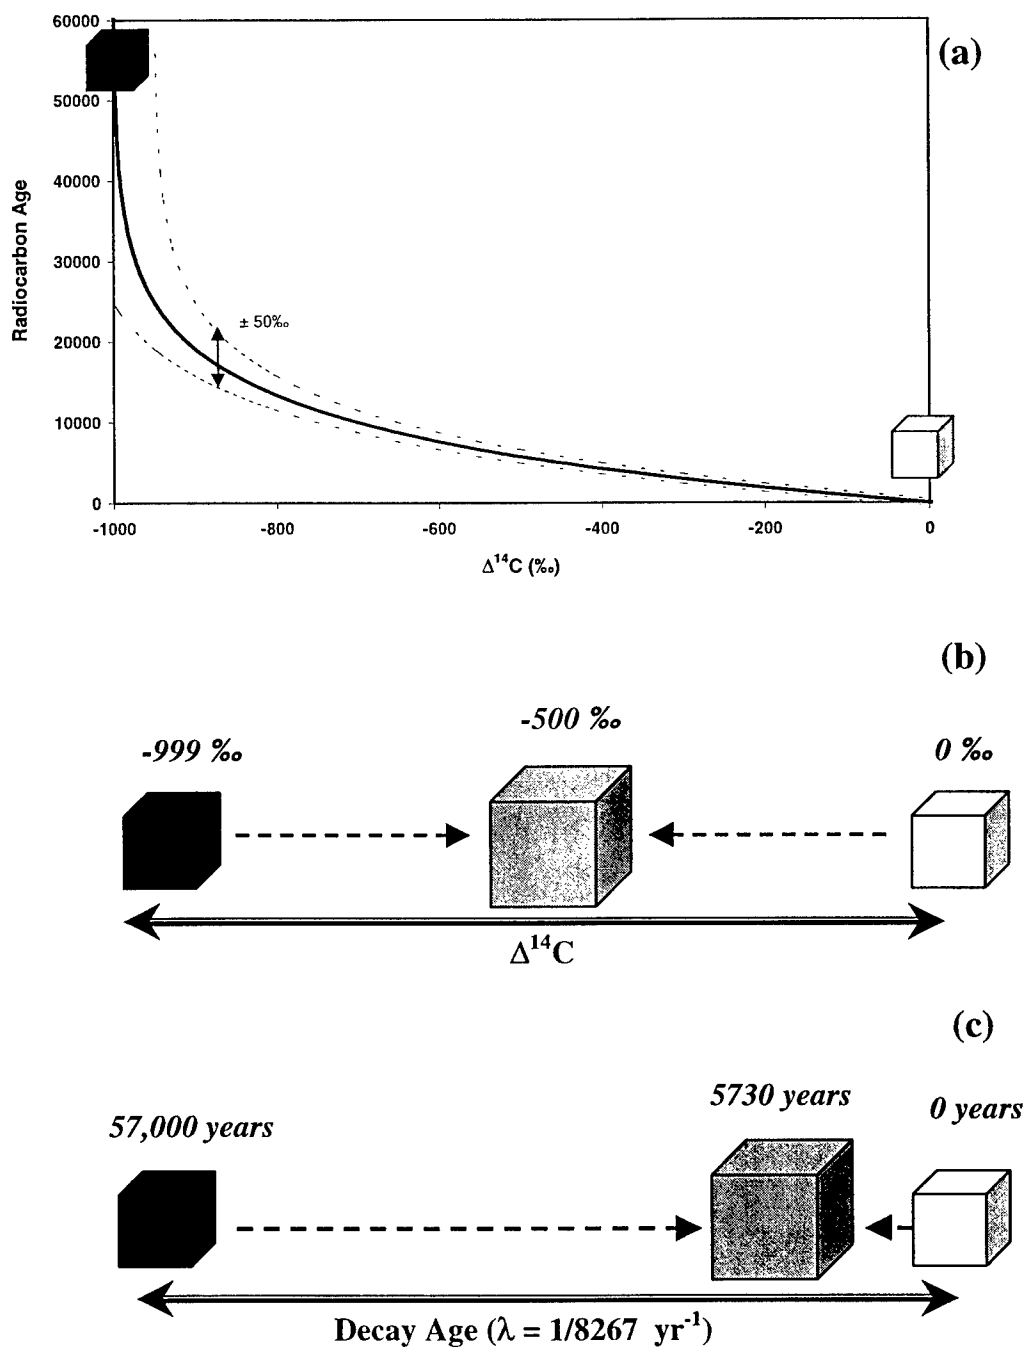 (a)
60000
50000
40000
30000
20000
10000
0
Radiocarbon Age
± 50‰
-1000 -800 -600 -400 -200 0
Δ¹⁴C (‰)
(b)
-999 ‰ -500 ‰ 0 ‰
Δ¹⁴C
(c)
57,000 years 5730 years 0 years
Decay Age (λ = 1/8267 yr⁻¹)